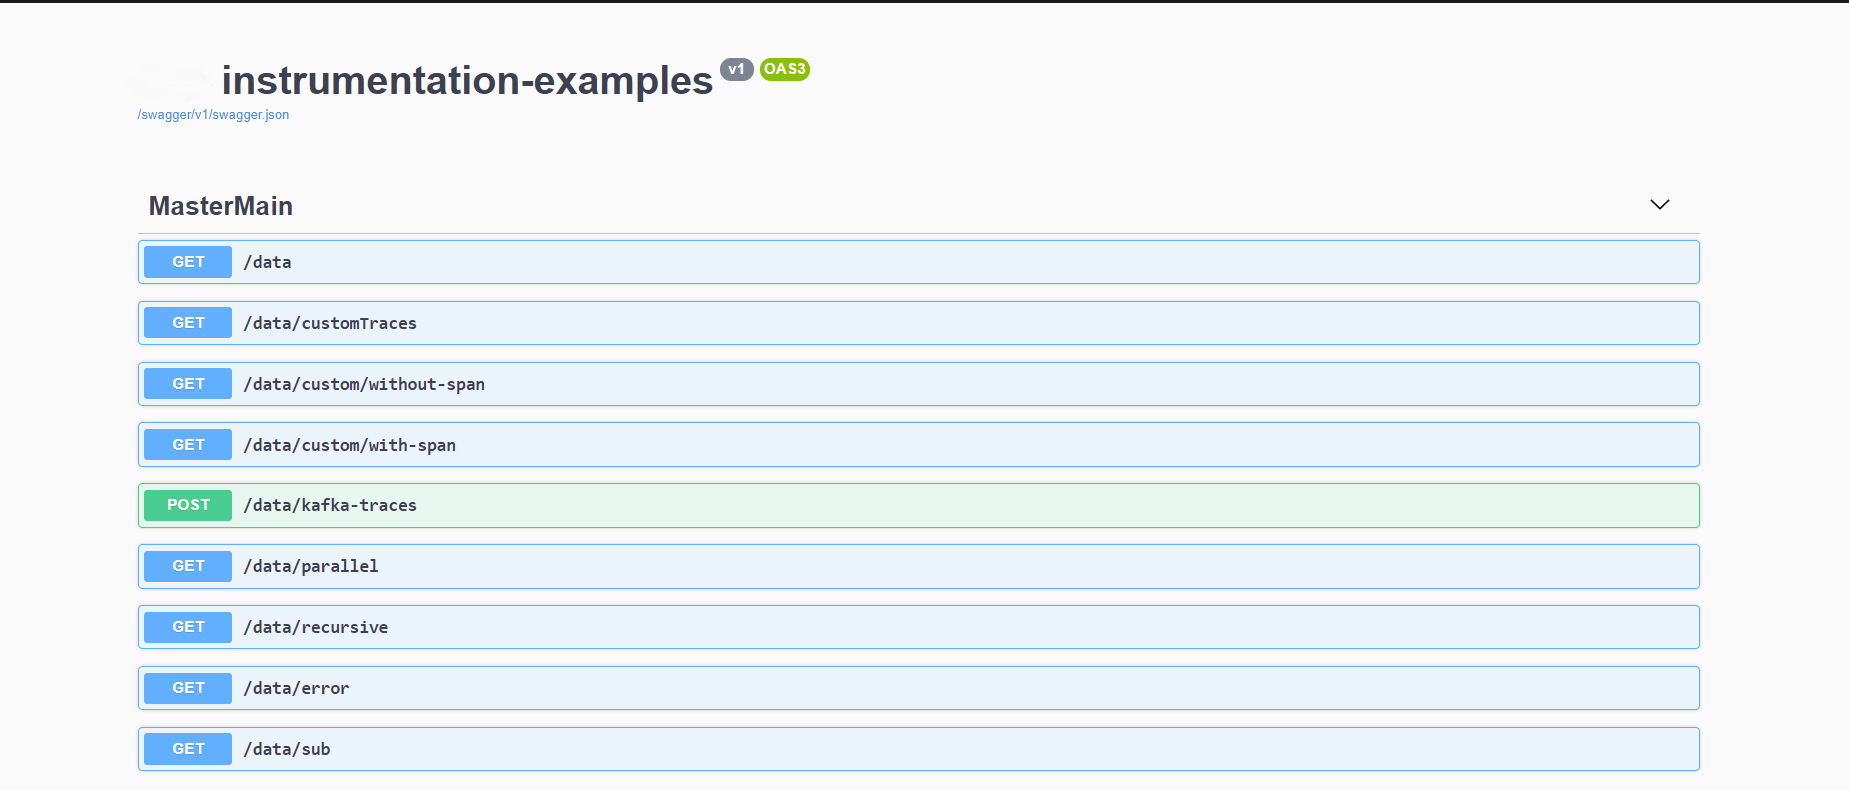 instrumentation-examples v1 OAS3
/swagger/v1/swagger.json
MasterMain
GET /data
GET /data/customTraces
GET /data/custom/without-span
GET /data/custom/with-span
POST /data/kafka-traces
GET /data/parallel
GET /data/recursive
GET /data/error
GET /data/sub